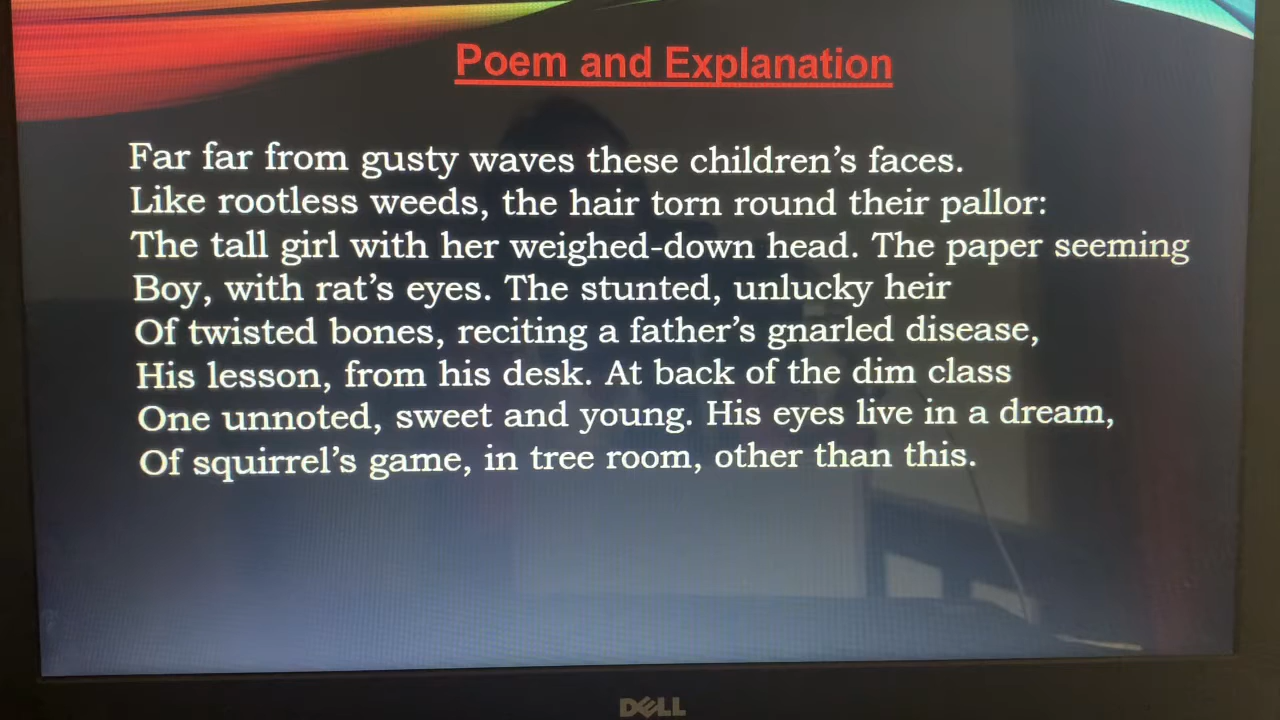 Poem and Explanation
Far far from gusty waves these children's faces.
Like rootless weeds, the hair torn round their pallor:
The tall girl with her weighed-down head. The paper seeming
Boy, with rat's eyes. The stunted, unlucky heir
Of twisted bones, reciting a father's gnarled disease,
His lesson, from his desk. At back of the dim class
One unnoted, sweet and young. His eyes live in a dream,
Of squirrel's game, in tree room, other than this.
DELL